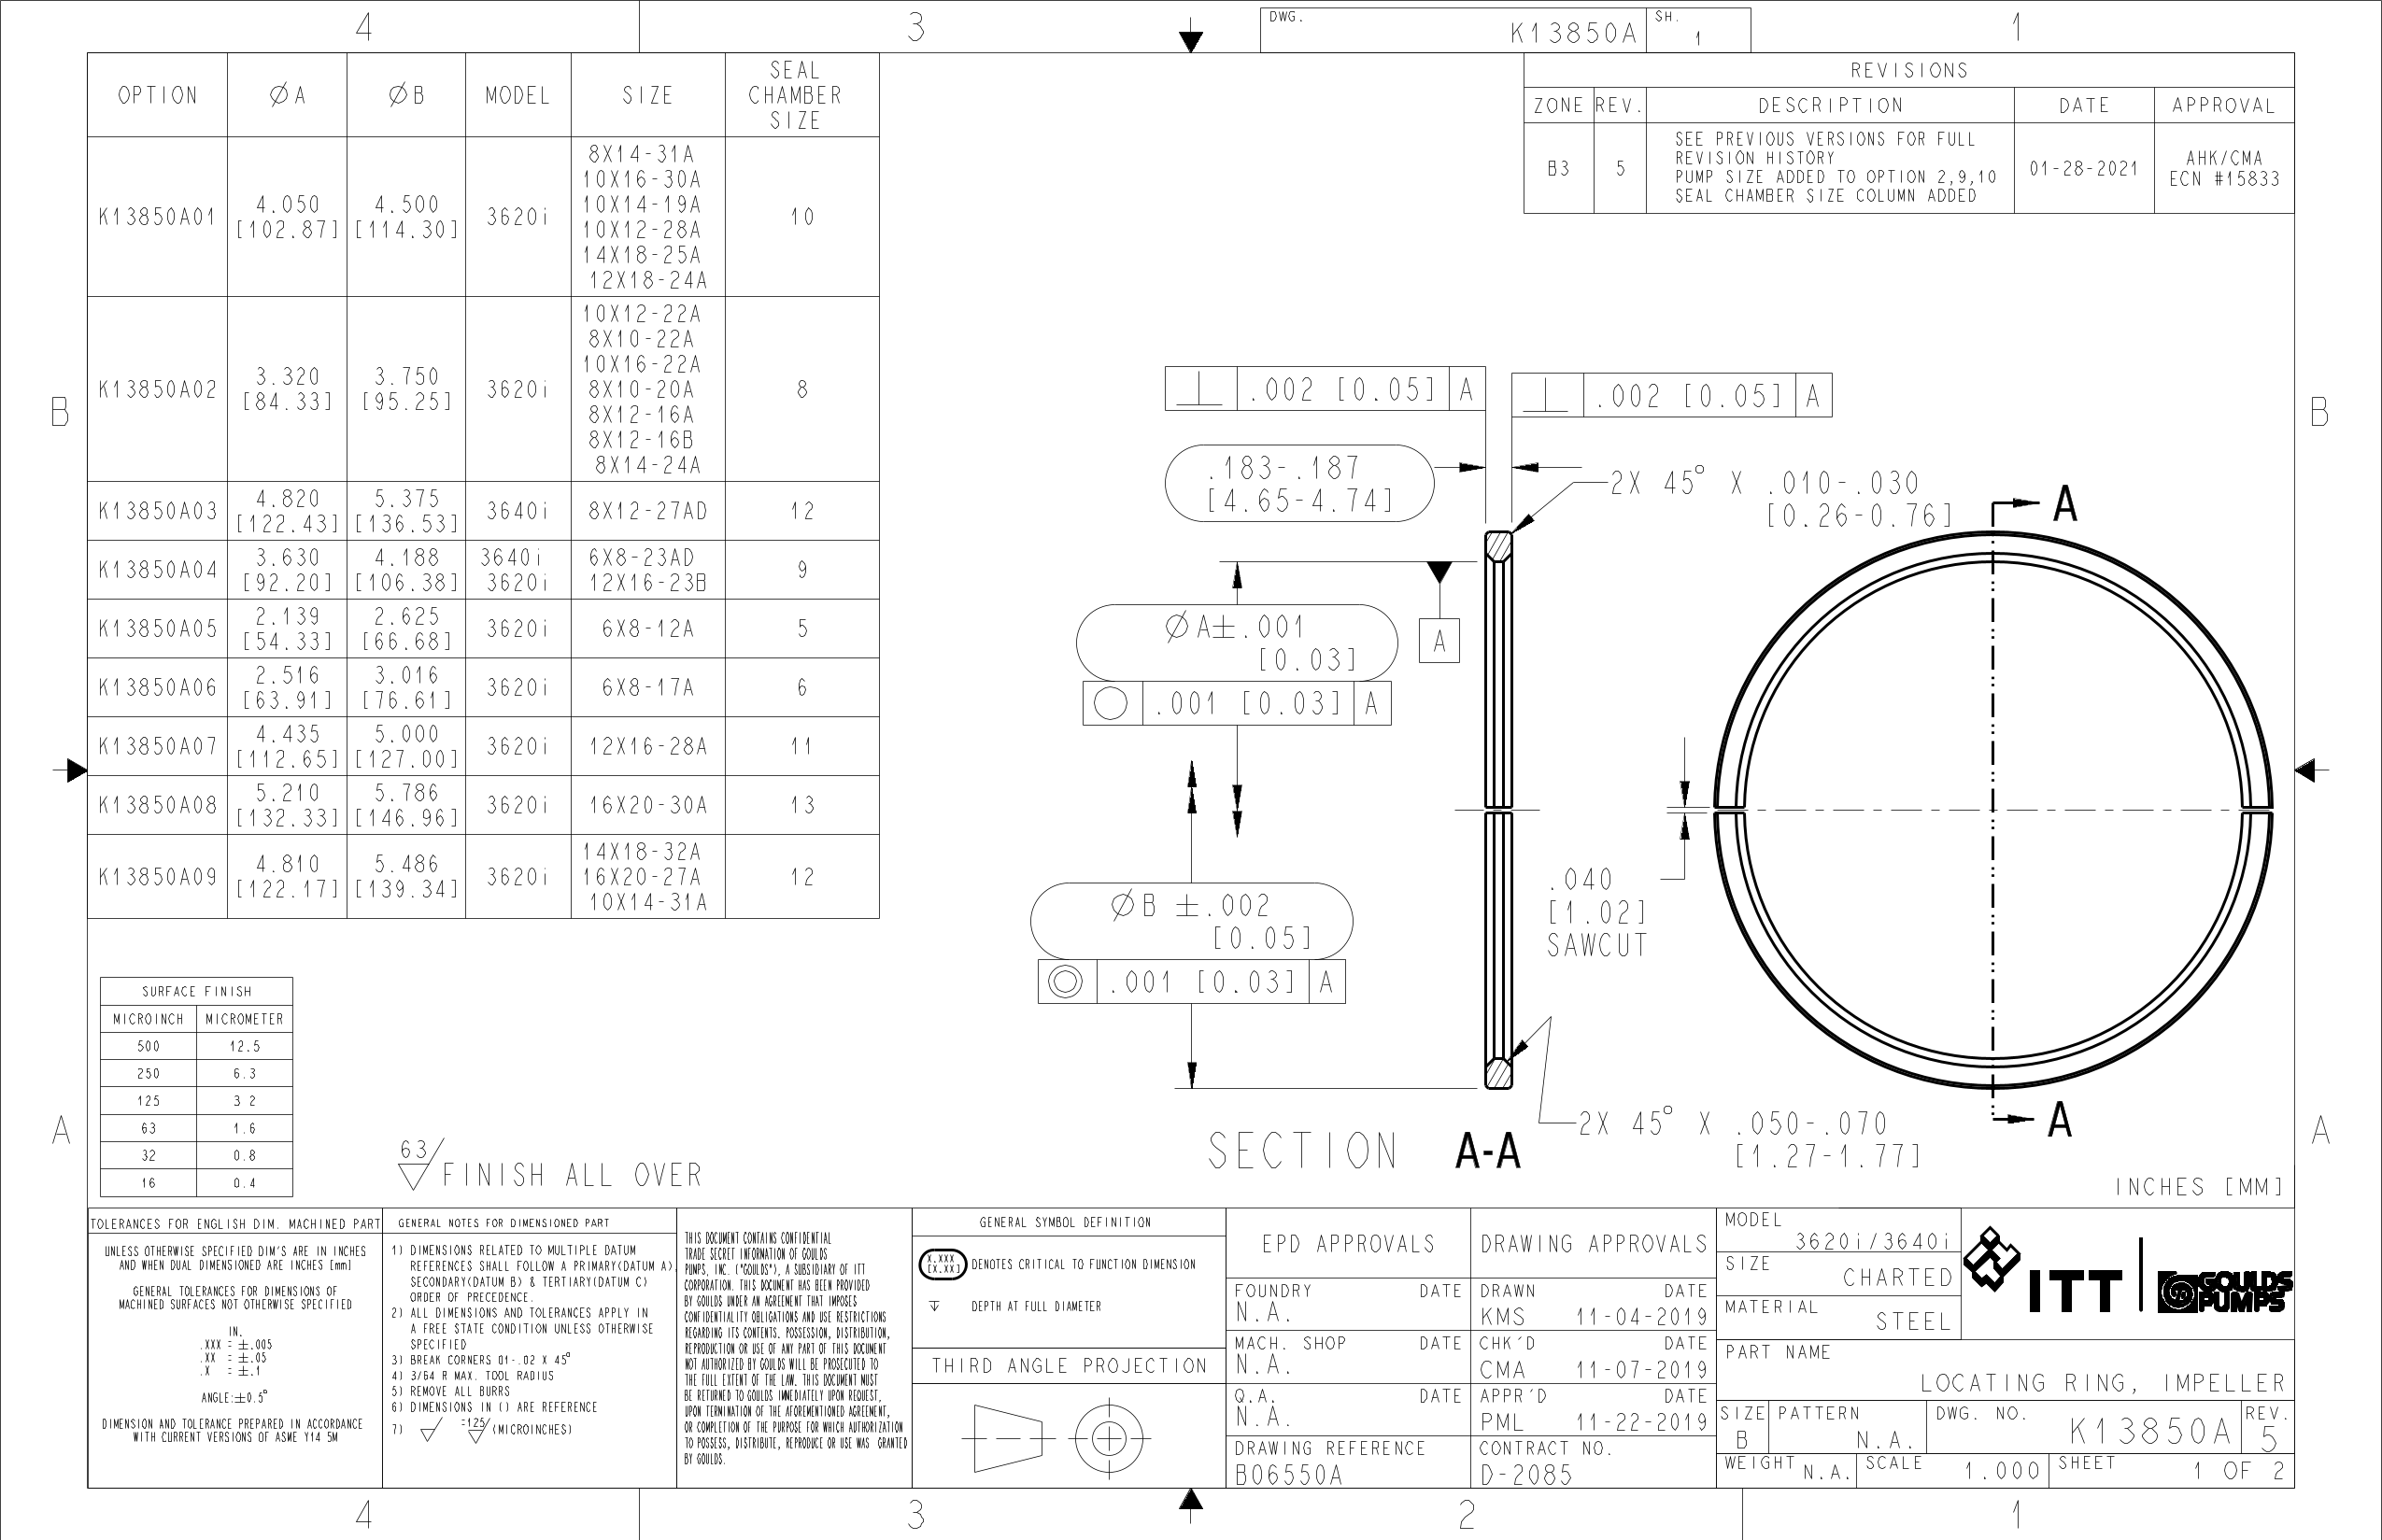 4
3
1
DWG.
K13850A
SH.
1
REVISIONS
ZONE REV. DESCRIPTION DATE APPROVAL
B3 5 SEE PREVIOUS VERSIONS FOR FULL
REVISION HISTORY
PUMP SIZE ADDED TO OPTION 2,9,10
SEAL CHAMBER SIZE COLUMN ADDED
01-28-2021
AHK/CMA
ECN #15833
OPTION ØA ØB MODEL SIZE SEAL
CHAMBER
SIZE
K13850A01 4.050 [102.87] 4.500 [114.30] 3620i
8X14-31A
10X16-30A
10X14-19A
10X12-28A
14X18-25A
12X18-24A
10
K13850A02 3.320 [84.33] 3.750 [95.25] 3620i
10X12-22A
8X10-22A
10X16-22A
8X10-20A
8X12-16A
8X12-16B
8X14-24A
8
K13850A03 4.820 [122.43] 5.375 [136.53] 3640i 8X12-27AD 12
K13850A04 3.630 [92.20] 4.188 [106.38]
3640i 6X8-23AD
3620i 12X16-23B
9
K13850A05 2.139 [54.33] 2.625 [66.68] 3620i 6X8-12A 5
K13850A06 2.516 [63.91] 3.016 [76.61] 3620i 6X8-17A 6
K13850A07 4.435 [112.65] 5.000 [127.00] 3620i 12X16-28A 11
K13850A08 5.210 [132.33] 5.786 [146.96] 3620i 16X20-30A 13
K13850A09 4.810 [122.17] 5.486 [139.34] 3620i
14X18-32A
16X20-27A
10X14-31A
12
B
B
⊥ .002 [0.05] A
⊥ .002 [0.05] A
.183-.187
[4.65-4.74]
2X 45° X .010-.030
[0.26-0.76]
A
ØA±.001
[0.03]
○ .001 [0.03] A
A
ØB ±.002
[0.05]
◎ .001 [0.03] A
.040
[1.02]
SAWCUT
2X 45° X .050-.070
[1.27-1.77]
A
SECTION A-A
A
A
SURFACE FINISH
MICROINCH MICROMETER
500 12.5
250 6.3
125 3 2
63 1.6
32 0.8
16 0.4
63
FINISH ALL OVER
INCHES [MM]
TOLERANCES FOR ENGLISH DIM. MACHINED PART
UNLESS OTHERWISE SPECIFIED DIM'S ARE IN INCHES
AND WHEN DUAL DIMENSIONED ARE INCHES [mm]
GENERAL TOLERANCES FOR DIMENSIONS OF
MACHINED SURFACES NOT OTHERWISE SPECIFIED
IN.
.XXX = ±.005
.XX = ±.05
.X = ±.1
ANGLE:±0.5°
DIMENSION AND TOLERANCE PREPARED IN ACCORDANCE
WITH CURRENT VERSIONS OF ASME Y14 5M
GENERAL NOTES FOR DIMENSIONED PART
1) DIMENSIONS RELATED TO MULTIPLE DATUM
REFERENCES SHALL FOLLOW A PRIMARY(DATUM A),
SECONDARY(DATUM B) & TERTIARY(DATUM C)
ORDER OF PRECEDENCE.
2) ALL DIMENSIONS AND TOLERANCES APPLY IN
A FREE STATE CONDITION UNLESS OTHERWISE
SPECIFIED
3) BREAK CORNERS 01-.02 X 45°
4) 3/64 R MAX. TOOL RADIUS
5) REMOVE ALL BURRS
6) DIMENSIONS IN () ARE REFERENCE
7) =125 (MICROINCHES)
THIS DOCUMENT CONTAINS CONFIDENTIAL
TRADE SECRET INFORMATION OF GOULDS
PUMPS, INC. ("GOULDS"), A SUBSIDIARY OF ITT
CORPORATION. THIS DOCUMENT HAS BEEN PROVIDED
BY GOULDS UNDER AN AGREEMENT THAT IMPOSES
CONFIDENTIALITY OBLIGATIONS AND USE RESTRICTIONS
REGARDING ITS CONTENTS. POSSESSION, DISTRIBUTION,
REPRODUCTION OR USE OF ANY PART OF THIS DOCUMENT
NOT AUTHORIZED BY GOULDS WILL BE PROSECUTED TO
THE FULL EXTENT OF THE LAW. THIS DOCUMENT MUST
BE RETURNED TO GOULDS IMMEDIATELY UPON REQUEST,
UPON TERMINATION OF THE AFOREMENTIONED AGREEMENT,
OR COMPLETION OF THE PURPOSE FOR WHICH AUTHORIZATION
TO POSSESS, DISTRIBUTE, REPRODUCE OR USE WAS GRANTED
BY GOULDS.
GENERAL SYMBOL DEFINITION
X.XXX
[X.XX]
DENOTES CRITICAL TO FUNCTION DIMENSION
DEPTH AT FULL DIAMETER
THIRD ANGLE PROJECTION
EPD APPROVALS
FOUNDRY DATE
N.A.
MACH. SHOP DATE
N.A.
Q.A. DATE
N.A.
DRAWING REFERENCE
B06550A
DRAWING APPROVALS
DRAWN DATE
KMS 11-04-2019
CHK'D DATE
CMA 11-07-2019
APPR'D DATE
PML 11-22-2019
CONTRACT NO.
D-2085
MODEL
3620i/3640i
SIZE
CHARTED
MATERIAL
STEEL
ITT
GOULDS
PUMPS
PART NAME
LOCATING RING, IMPELLER
SIZE
B
PATTERN
N.A.
DWG. NO.
K13850A
REV.
5
WEIGHT N.A.
SCALE 1.000
SHEET 1 OF 2
4
3
2
1